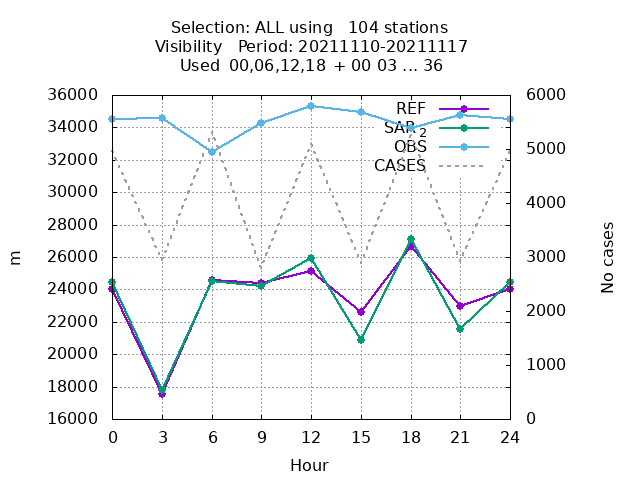 Selection: ALL using   104 stations
Visibility   Period: 20211110-20211117
Used  00,06,12,18 + 00 03 ... 36
36000
34000
32000
30000
28000
26000
24000
22000
20000
18000
16000
m
REF
SAR_2
OBS
CASES
6000
5000
4000
3000
2000
1000
0
No cases
0 3 6 9 12 15 18 21 24
Hour